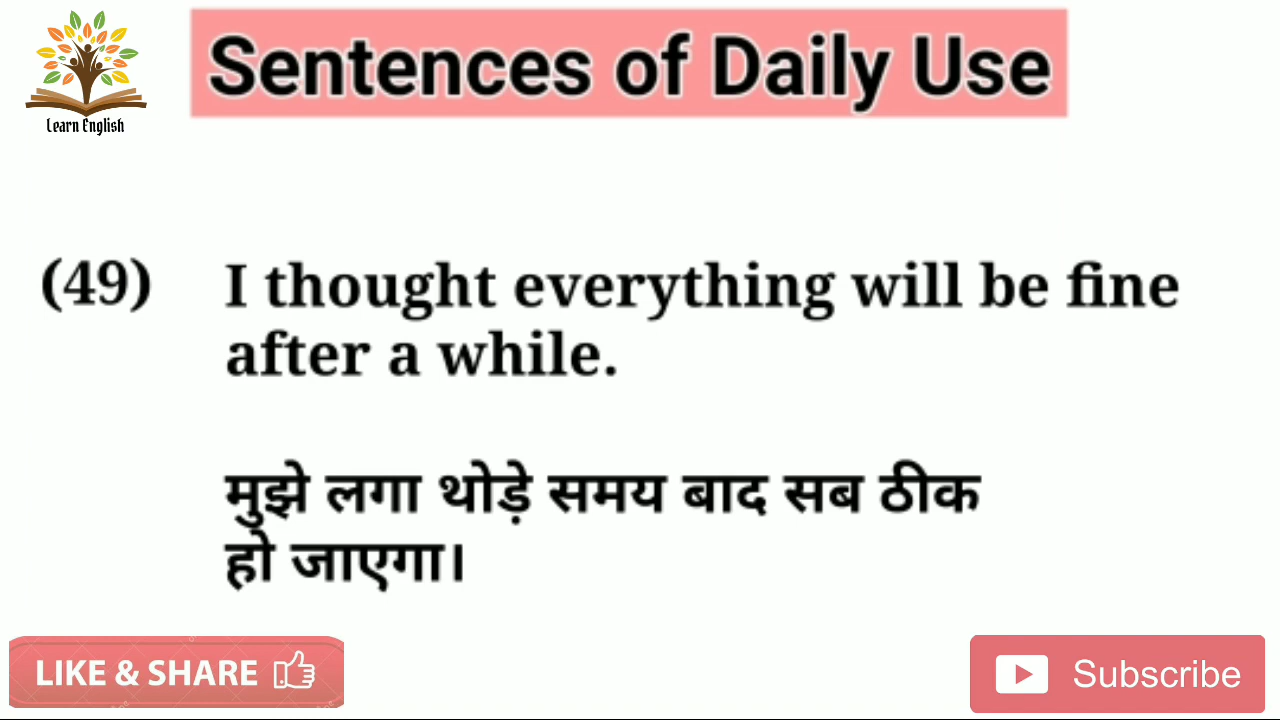 Sentences of Daily Use
Learn English
(49) I thought everything will be fine
after a while.
मुझे लगा थोड़े समय बाद सब ठीक
हो जाएगा।
LIKE & SHARE
Subscribe